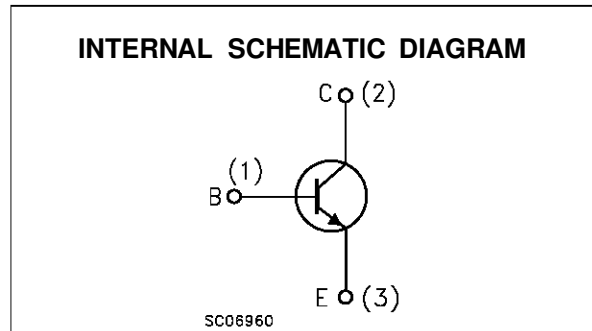 INTERNAL SCHEMATIC DIAGRAM
C (2)
(1)
B
E (3)
SC06960